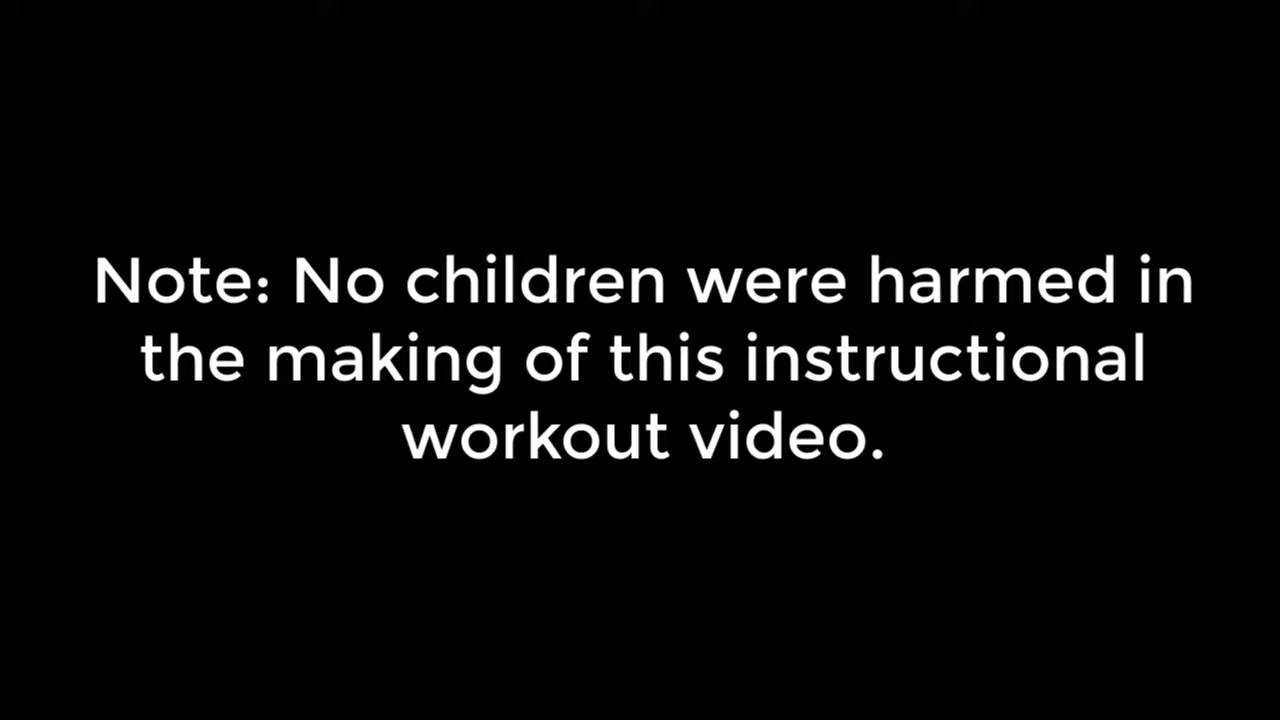 Note: No children were harmed in
the making of this instructional
workout video.